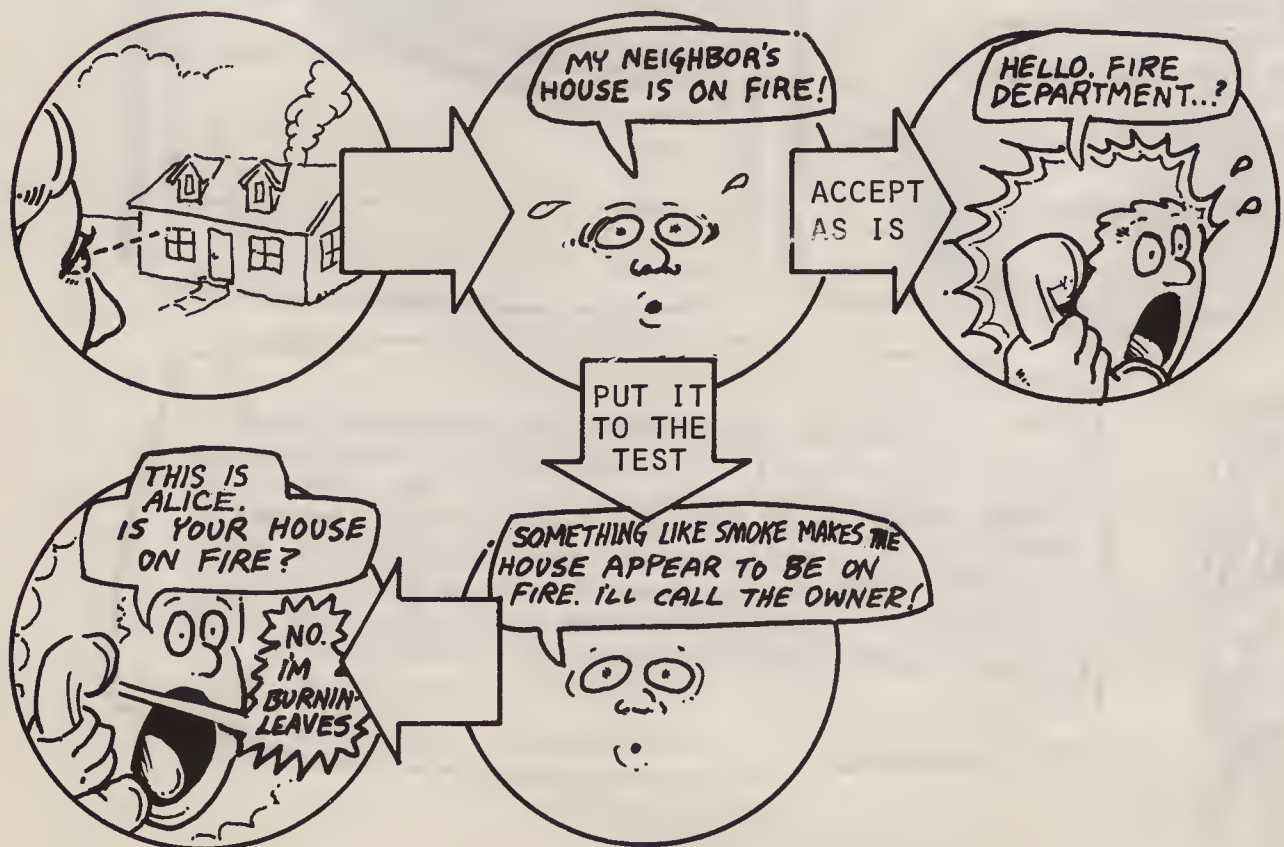 MY NEIGHBOR'S
HOUSE IS ON FIRE!
ACCEPT
AS IS
HELLO. FIRE
DEPARTMENT..?
PUT IT
TO THE
TEST
SOMETHING LIKE SMOKE MAKES THE
HOUSE APPEAR TO BE ON
FIRE. I'LL CALL THE OWNER!
THIS IS
ALICE.
IS YOUR HOUSE
ON FIRE?
NO.
I'M
BURNIN
LEAVES